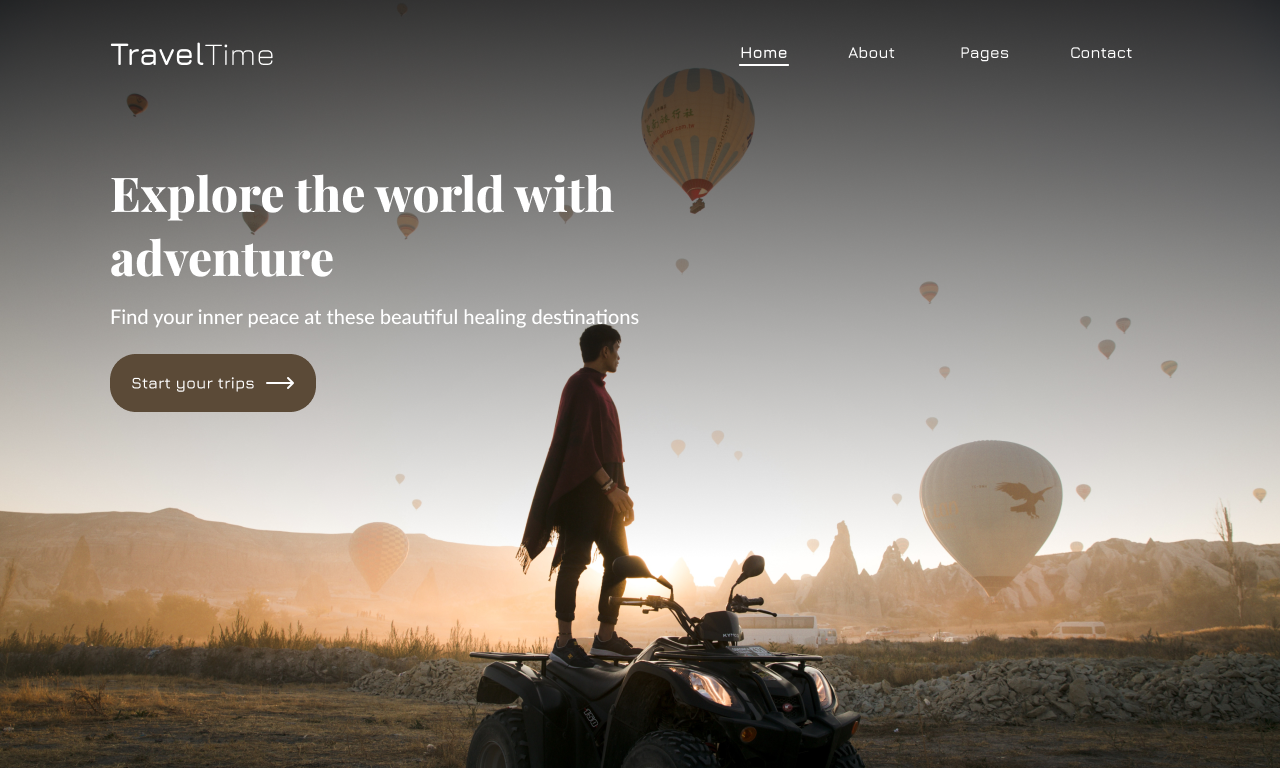 TravelTime
Home About Pages Contact
Explore the world with
adventure
Find your inner peace at these beautiful healing destinations
Start your trips